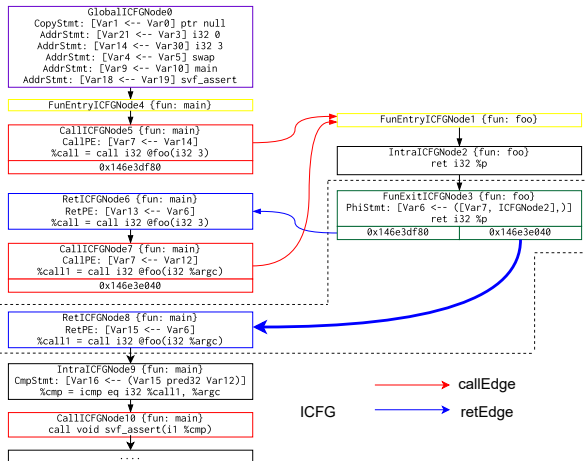 GlobalICFGNode0
CopyStmt: [Var1 <-- Var0] ptr null
AddrStmt: [Var21 <-- Var3] i32 0
AddrStmt: [Var14 <-- Var30] i32 3
AddrStmt: [Var4 <-- Var5] swap
AddrStmt: [Var9 <-- Var10] main
AddrStmt: [Var18 <-- Var19] svf_assert
FunEntryICFGNode4 {fun: main}
CallICFGNode5 {fun: main}
CallPE: [Var7 <-- Var14]
%call = call i32 @foo(i32 3)
0x146e3df80
RetICFGNode6 {fun: main}
RetPE: [Var13 <-- Var6]
%call = call i32 @foo(i32 3)
CallICFGNode7 {fun: main}
CallPE: [Var7 <-- Var12]
%call1 = call i32 @foo(i32 %argc)
0x146e3e040
RetICFGNode8 {fun: main}
RetPE: [Var15 <-- Var6]
%call1 = call i32 @foo(i32 %argc)
IntraICFGNode9 {fun: main}
CmpStmt: [Var16 <-- (Var15 pred32 Var12)]
%cmp = icmp eq i32 %call1, %argc
CallICFGNode10 {fun: main}
call void svf_assert(i1 %cmp)
....
FunEntryICFGNode1 {fun: foo}
IntraICFGNode2 {fun: foo}
ret i32 %p
FunExitICFGNode3 {fun: foo}
PhiStmt: [Var6 <-- ([Var7, ICFGNode2],)]
ret i32 %p
0x146e3df80 0x146e3e040
ICFG
callEdge
retEdge